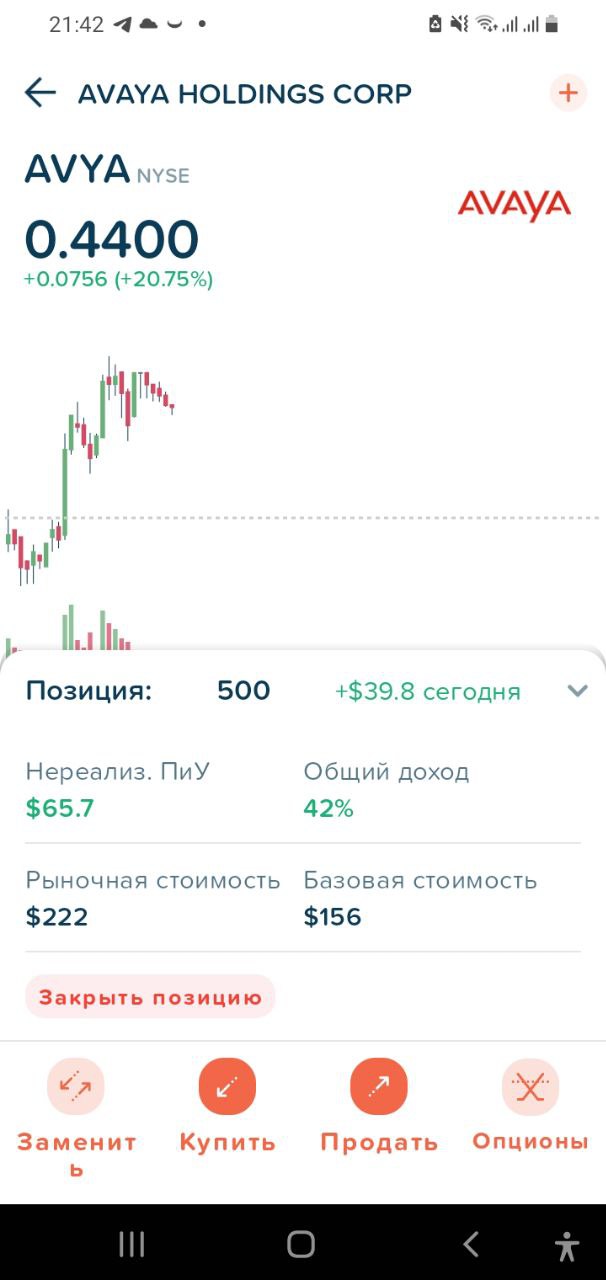 21:42
AVAYA HOLDINGS CORP
AVYA NYSE
AVAYA
0.4400
+0.0756 (+20.75%)
Позиция: 500 +$39.8 сегодня
Нереализ. ПиУ Общий доход
$65.7 42%
Рыночная стоимость Базовая стоимость
$222 $156
Закрыть позицию
Заменит Купить Продать Опционы
ь